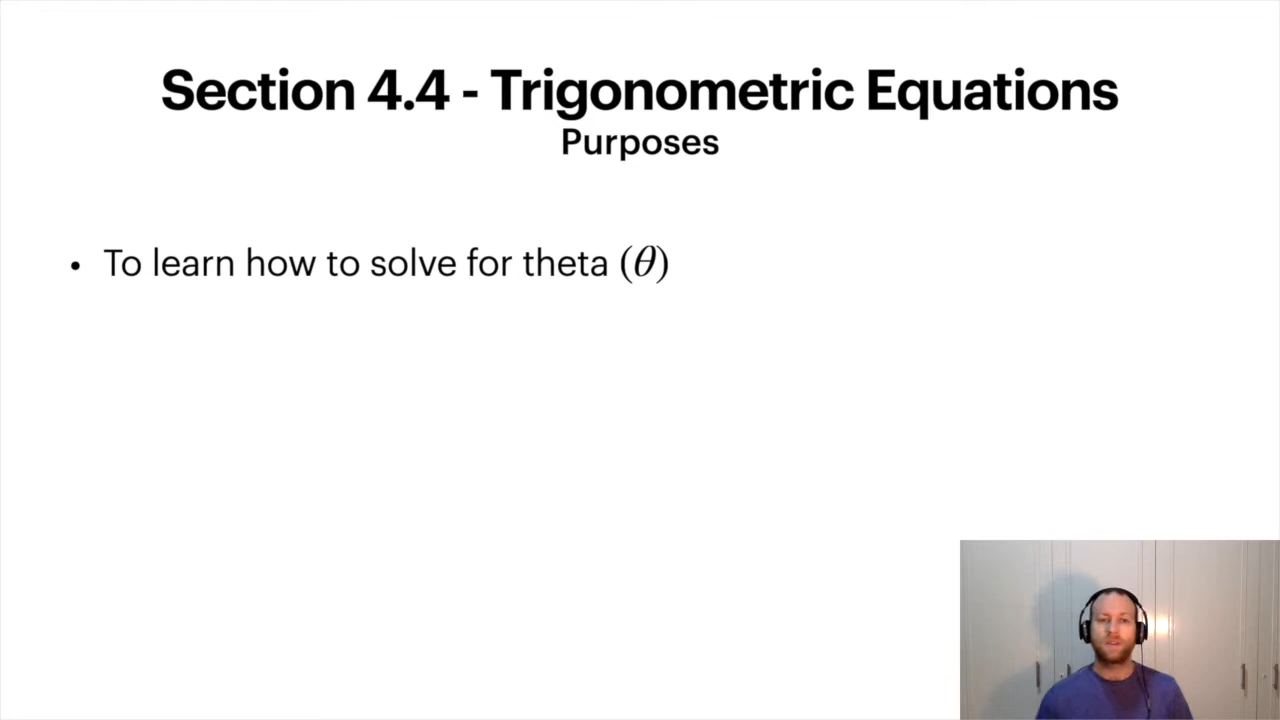 Section 4.4 - Trigonometric Equations
Purposes
• To learn how to solve for theta (θ)